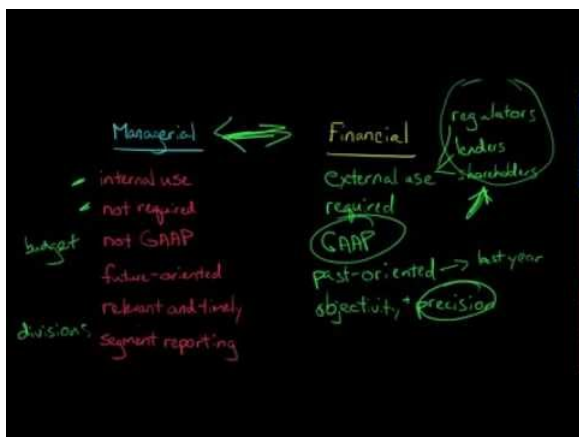 Managerial
internal use
not required
budget
not GAAP
future-oriented
relevant and timely
divisions
segment reporting
Financial
external use
regulators
lenders
shareholders
required
GAAP
past-oriented → last year
objectivity + precision